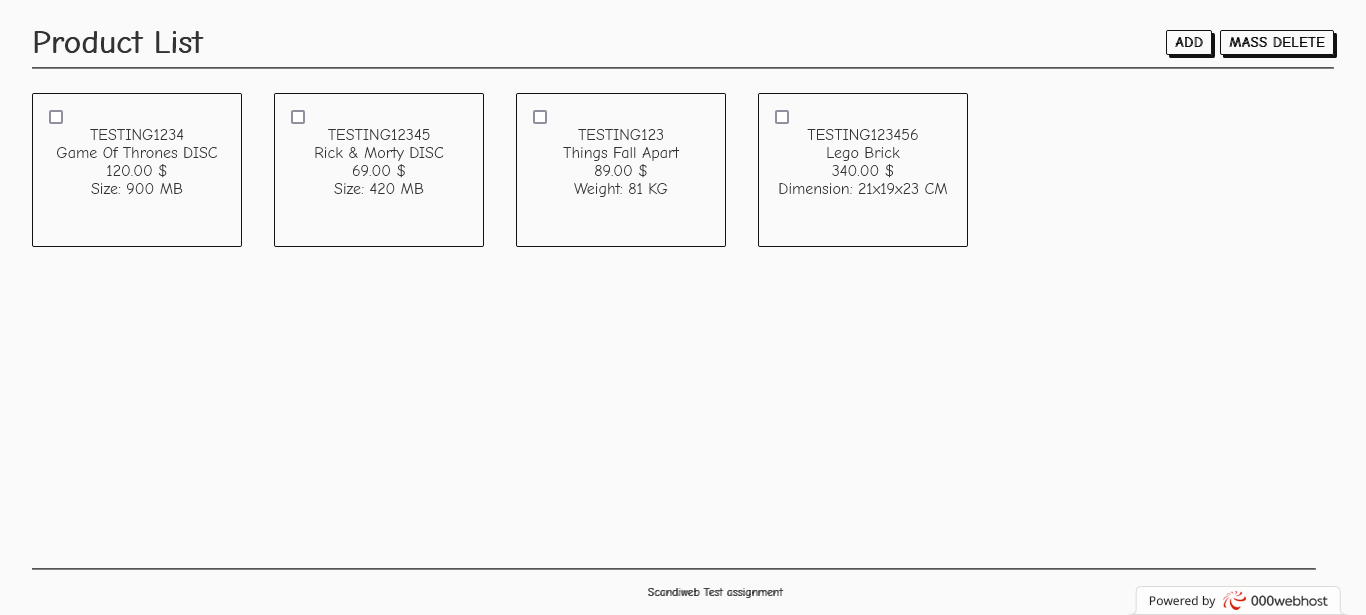 Product List
ADD
MASS DELETE
TESTING1234
Game Of Thrones DISC
120.00 $
Size: 900 MB
TESTING12345
Rick & Morty DISC
69.00 $
Size: 420 MB
TESTING123
Things Fall Apart
89.00 $
Weight: 81 KG
TESTING123456
Lego Brick
340.00 $
Dimension: 21x19x23 CM
Scandiweb Test assignment
Powered by 000webhost